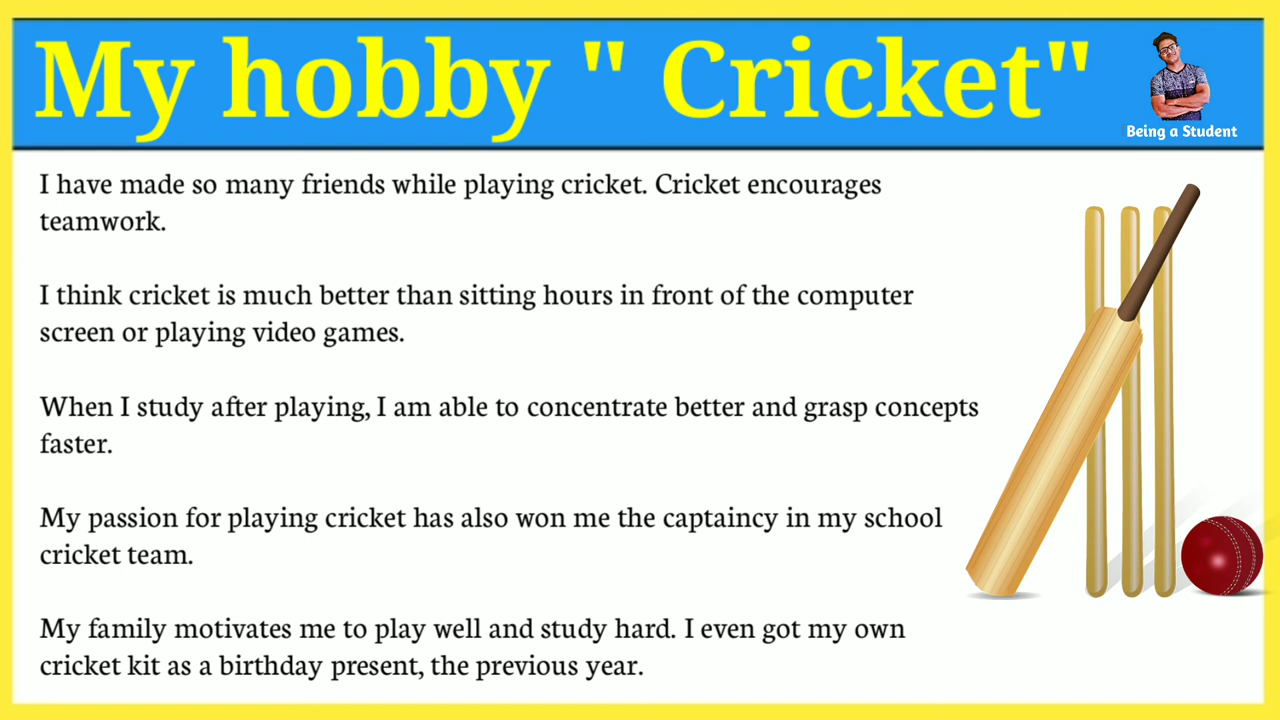 My hobby " Cricket"
Being a Student
I have made so many friends while playing cricket. Cricket encourages
teamwork.
I think cricket is much better than sitting hours in front of the computer
screen or playing video games.
When I study after playing, I am able to concentrate better and grasp concepts
faster.
My passion for playing cricket has also won me the captaincy in my school
cricket team.
My family motivates me to play well and study hard. I even got my own
cricket kit as a birthday present, the previous year.